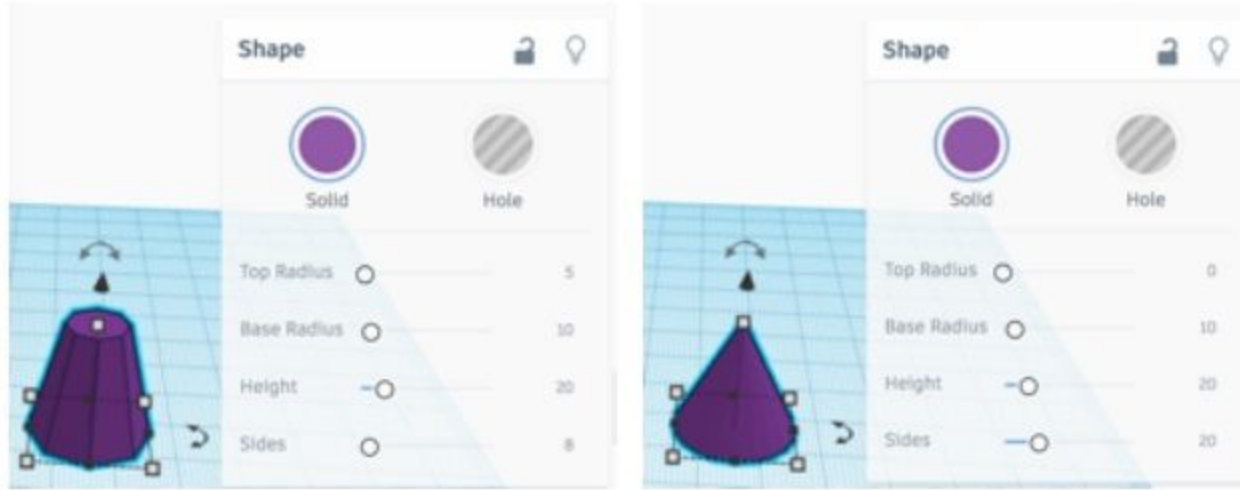 Shape
Solid Hole
Top Radius 5
Base Radius 10
Height 20
Sides 8
Shape
Solid Hole
Top Radius 0
Base Radius 10
Height 20
Sides 20